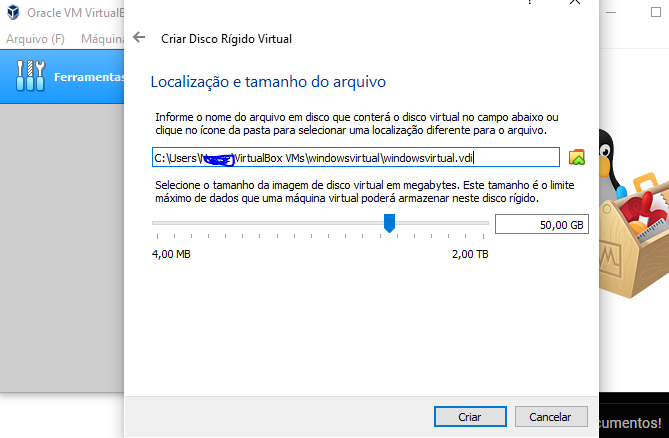 Oracle VM VirtualB
Arquivo (F) Máquina
Ferramentas
Criar Disco Rígido Virtual
Localização e tamanho do arquivo
Informe o nome do arquivo em disco que conterá o disco virtual no campo abaixo ou
clique no ícone da pasta para selecionar uma localização diferente para o arquivo.
C:\Users\ VirtualBox VMs\windowsvirtual\windowsvirtual.vdi
Selecione o tamanho da imagem de disco virtual em megabytes. Este tamanho é o limite
máximo de dados que uma máquina virtual poderá armazenar neste disco rígido.
50,00 GB
4,00 MB 2,00 TB
Criar Cancelar
cumentos!